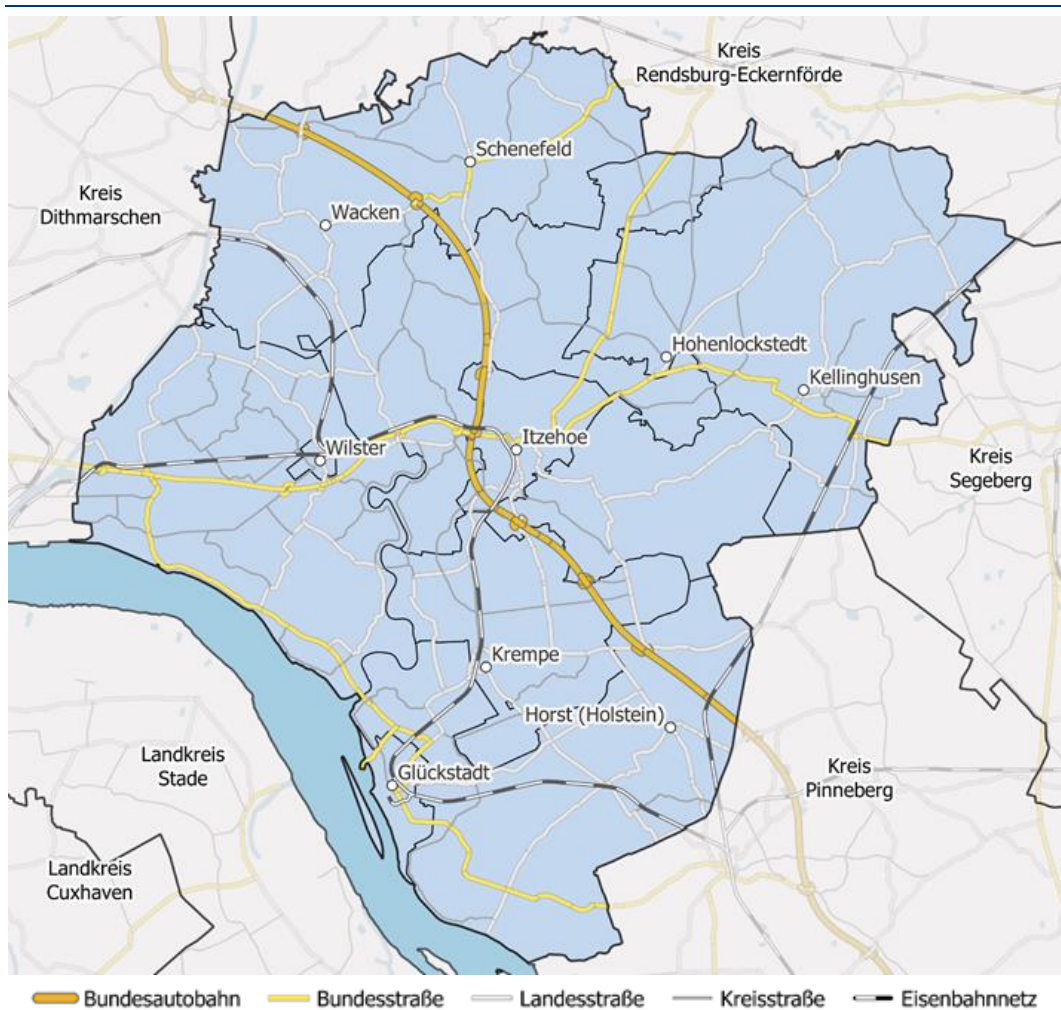 Kreis
Rendsburg-Eckernförde
Schenefeld
Kreis
Dithmarschen
Wacken
Hohenlockstedt
Kellinghusen
Itzehoe
Wilster
Kreis
Segeberg
Krempe
Horst (Holstein)
Landkreis
Stade
Glückstadt
Kreis
Pinneberg
Landkreis
Cuxhaven
Bundesautobahn Bundesstraße Landesstraße Kreisstraße Eisenbahnnetz